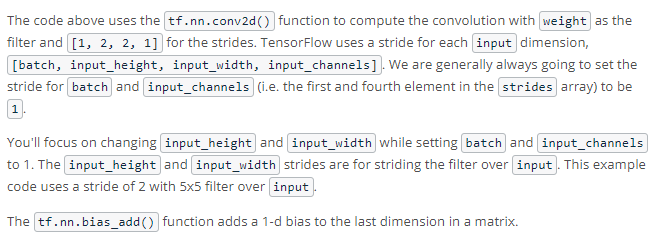 The code above uses the tf.nn.conv2d() function to compute the convolution with weight as the
filter and [1, 2, 2, 1] for the strides. TensorFlow uses a stride for each input dimension,
[batch, input_height, input_width, input_channels]. We are generally always going to set the
stride for batch and input_channels (i.e. the first and fourth element in the strides array) to be
1.
You'll focus on changing input_height and input_width while setting batch and input_channels
to 1. The input_height and input_width strides are for striding the filter over input. This example
code uses a stride of 2 with 5x5 filter over input.
The tf.nn.bias_add() function adds a 1-d bias to the last dimension in a matrix.